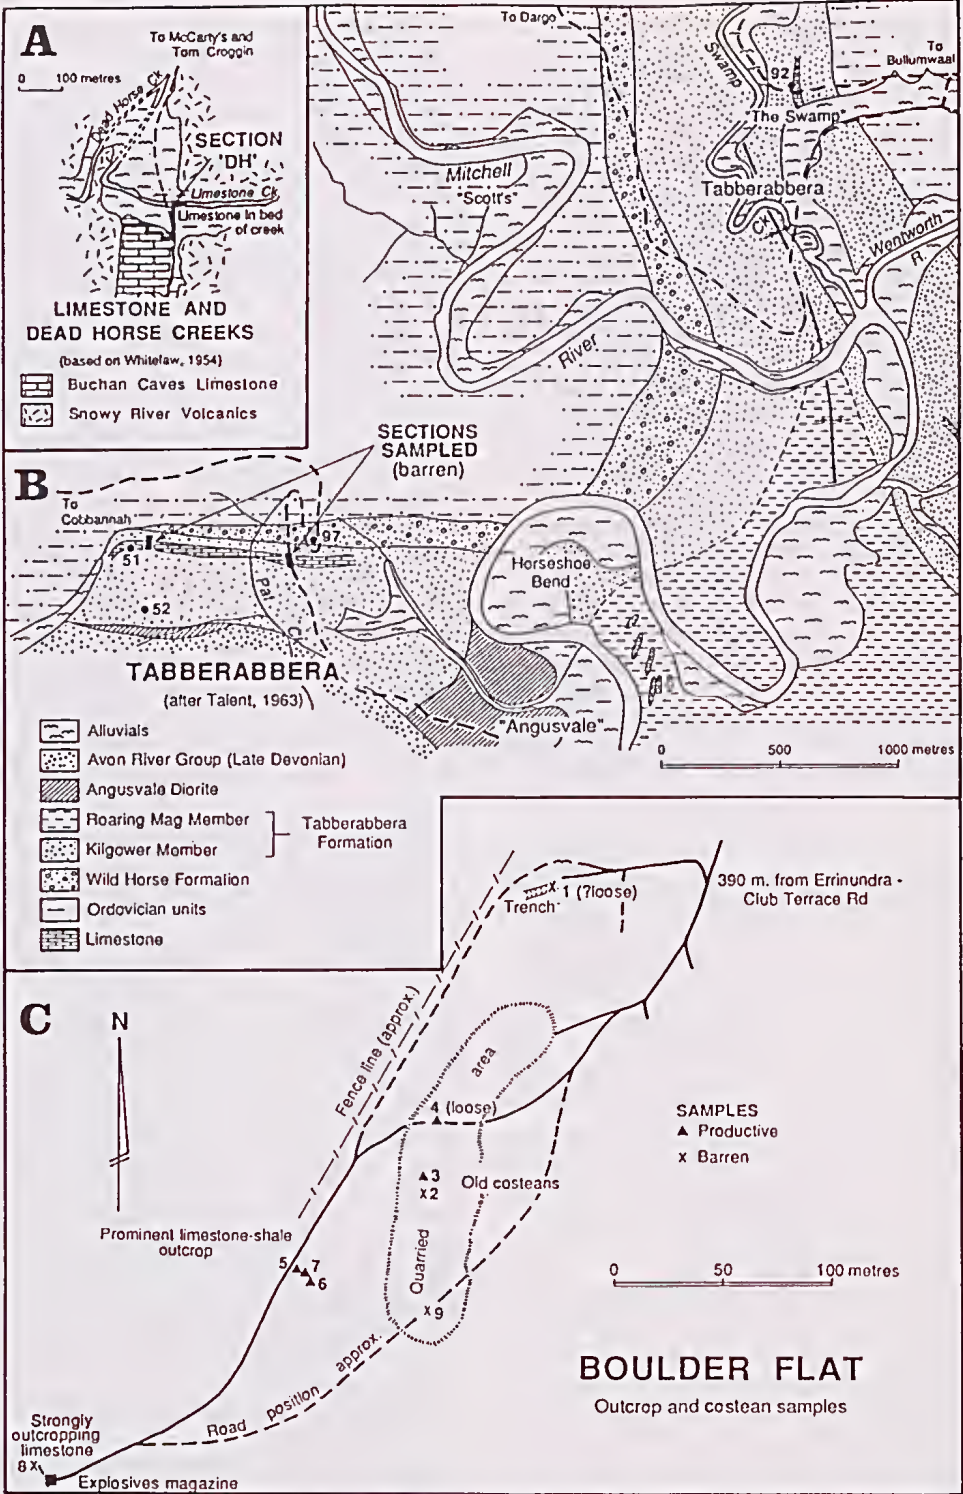 A
To McCarty's and
Tom Croggin
0 100 metres
Dead Horse Ck
SECTION
'DH'
Limestone Ck
Limestone in bed
of creek
LIMESTONE AND
DEAD HORSE CREEKS
(based on Whitelaw, 1954)
Buchan Caves Limestone
Snowy River Volcanics
B
To Dargo
Swamp
92
To
Bullumwaal
The Swamp
Mitchell
"Scott's"
Tabberabbera
Ck
Wentworth
R.
River
SECTIONS
SAMPLED
(barren)
To
Cobbannah
97
51
52
Pat
Ck
Horseshoe
Bend
TABBERABBERA
(after Talent, 1963)
"Angusvale"
0 500 1000 metres
Alluvials
Avon River Group (Late Devonian)
Angusvale Diorite
Roaring Mag Member
Kilgower Member
Tabberabbera
Formation
Wild Horse Formation
Ordovician units
Limestone
C
N
390 m. from Errinundra -
Club Terrace Rd
x 1 (?loose)
Trench
Fence line (approx.)
area
4 (loose)
3
x 2
Old costeans
Quarried
SAMPLES
Productive
x Barren
Prominent limestone-shale
outcrop
5
7
6
x 9
0 50 100 metres
Road position approx.
BOULDER FLAT
Outcrop and costean samples
Strongly
outcropping
limestone
8 x
Explosives magazine